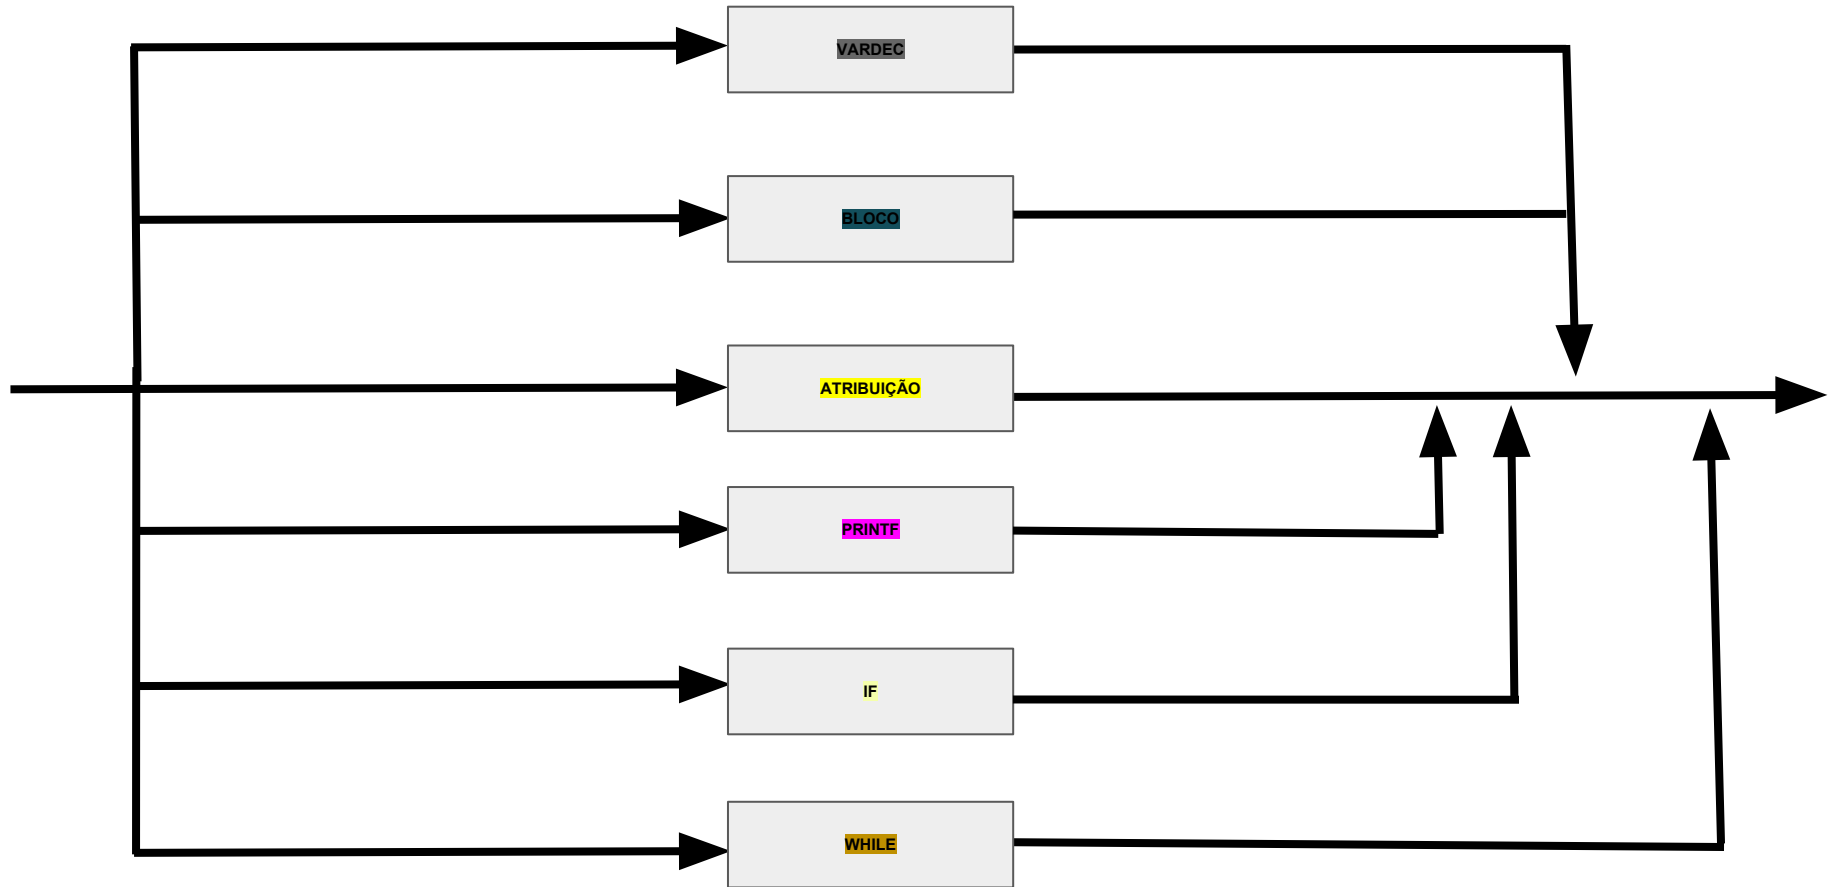 VARDEC
BLOCO
ATRIBUIÇÃO
PRINTF
IF
WHILE